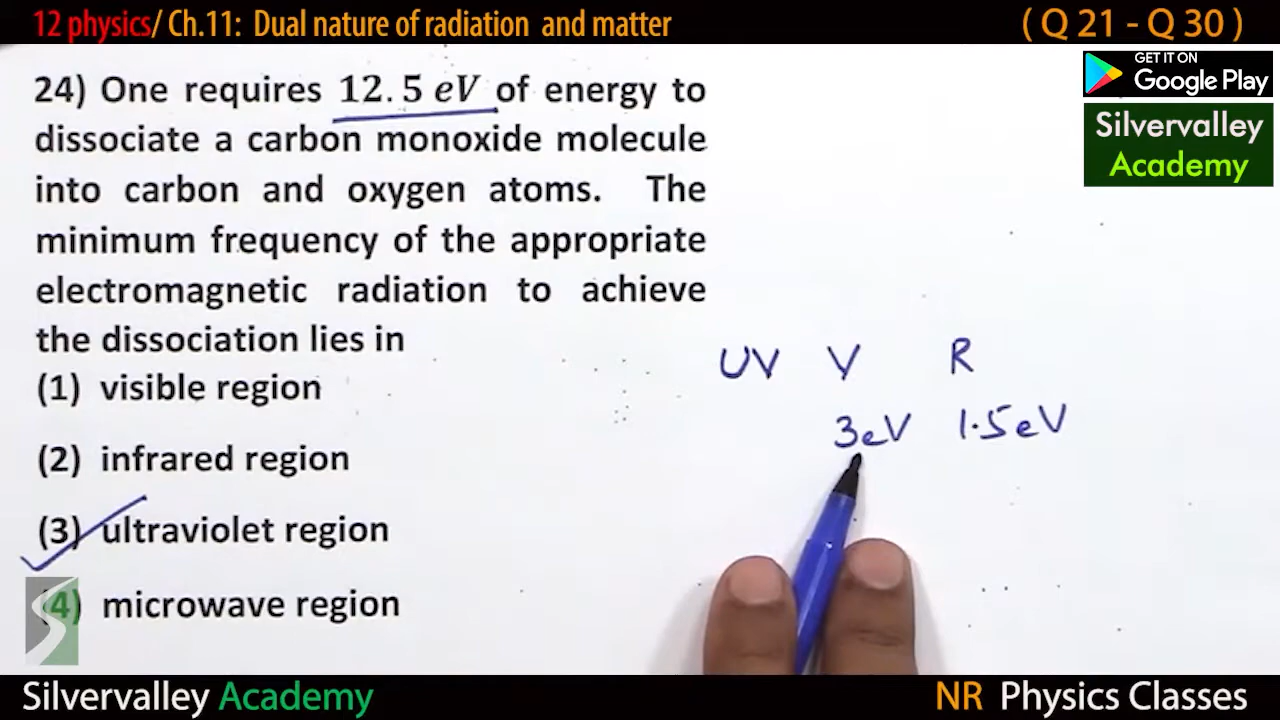 12 physics/ Ch.11: Dual nature of radiation and matter
( Q 21 - Q 30 )
24) One requires 12.5 eV of energy to
dissociate a carbon monoxide molecule
into carbon and oxygen atoms. The
minimum frequency of the appropriate
electromagnetic radiation to achieve
the dissociation lies in
(1) visible region
(2) infrared region
(3) ultraviolet region
(4) microwave region
GET IT ON
Google Play
Silvervalley
Academy
UV V R
3eV 1.5eV
Silvervalley Academy
NR Physics Classes